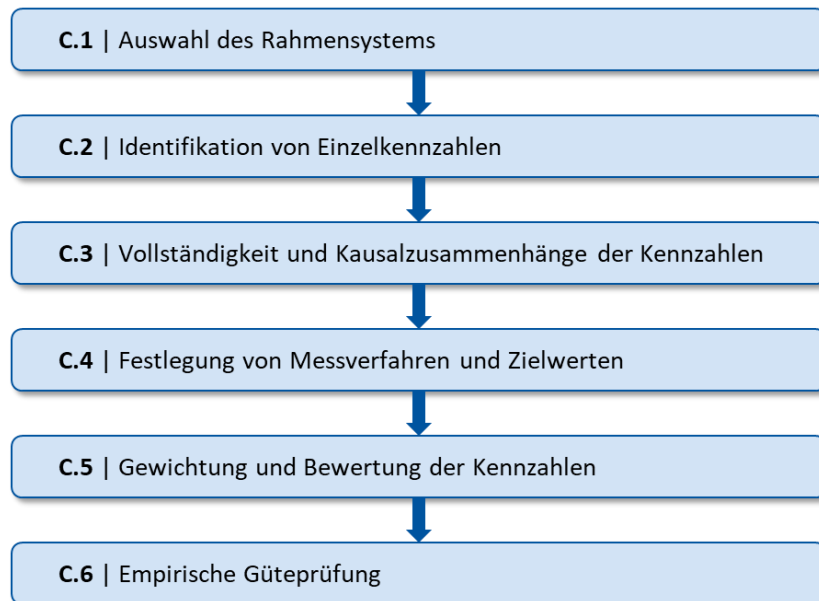 C.1 | Auswahl des Rahmensystems
C.2 | Identifikation von Einzelkennzahlen
C.3 | Vollständigkeit und Kausalzusammenhänge der Kennzahlen
C.4 | Festlegung von Messverfahren und Zielwerten
C.5 | Gewichtung und Bewertung der Kennzahlen
C.6 | Empirische Güteprüfung